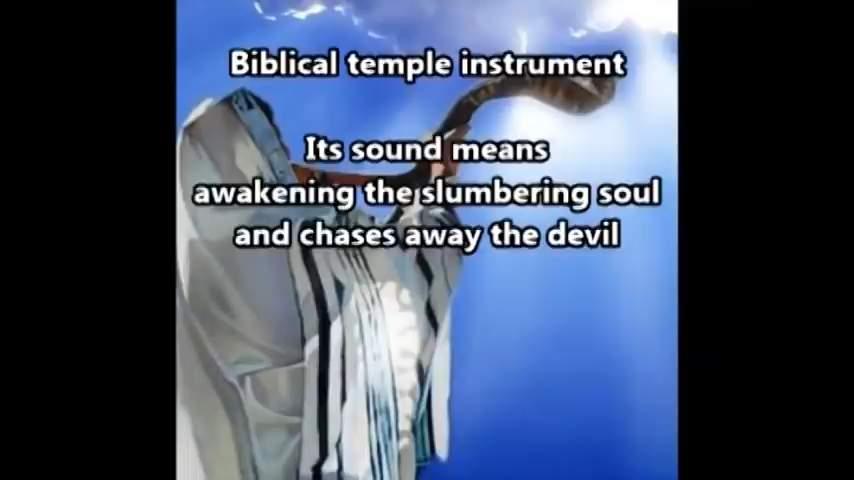 Biblical temple instrument
Its sound means
awakening the slumbering soul
and chases away the devil